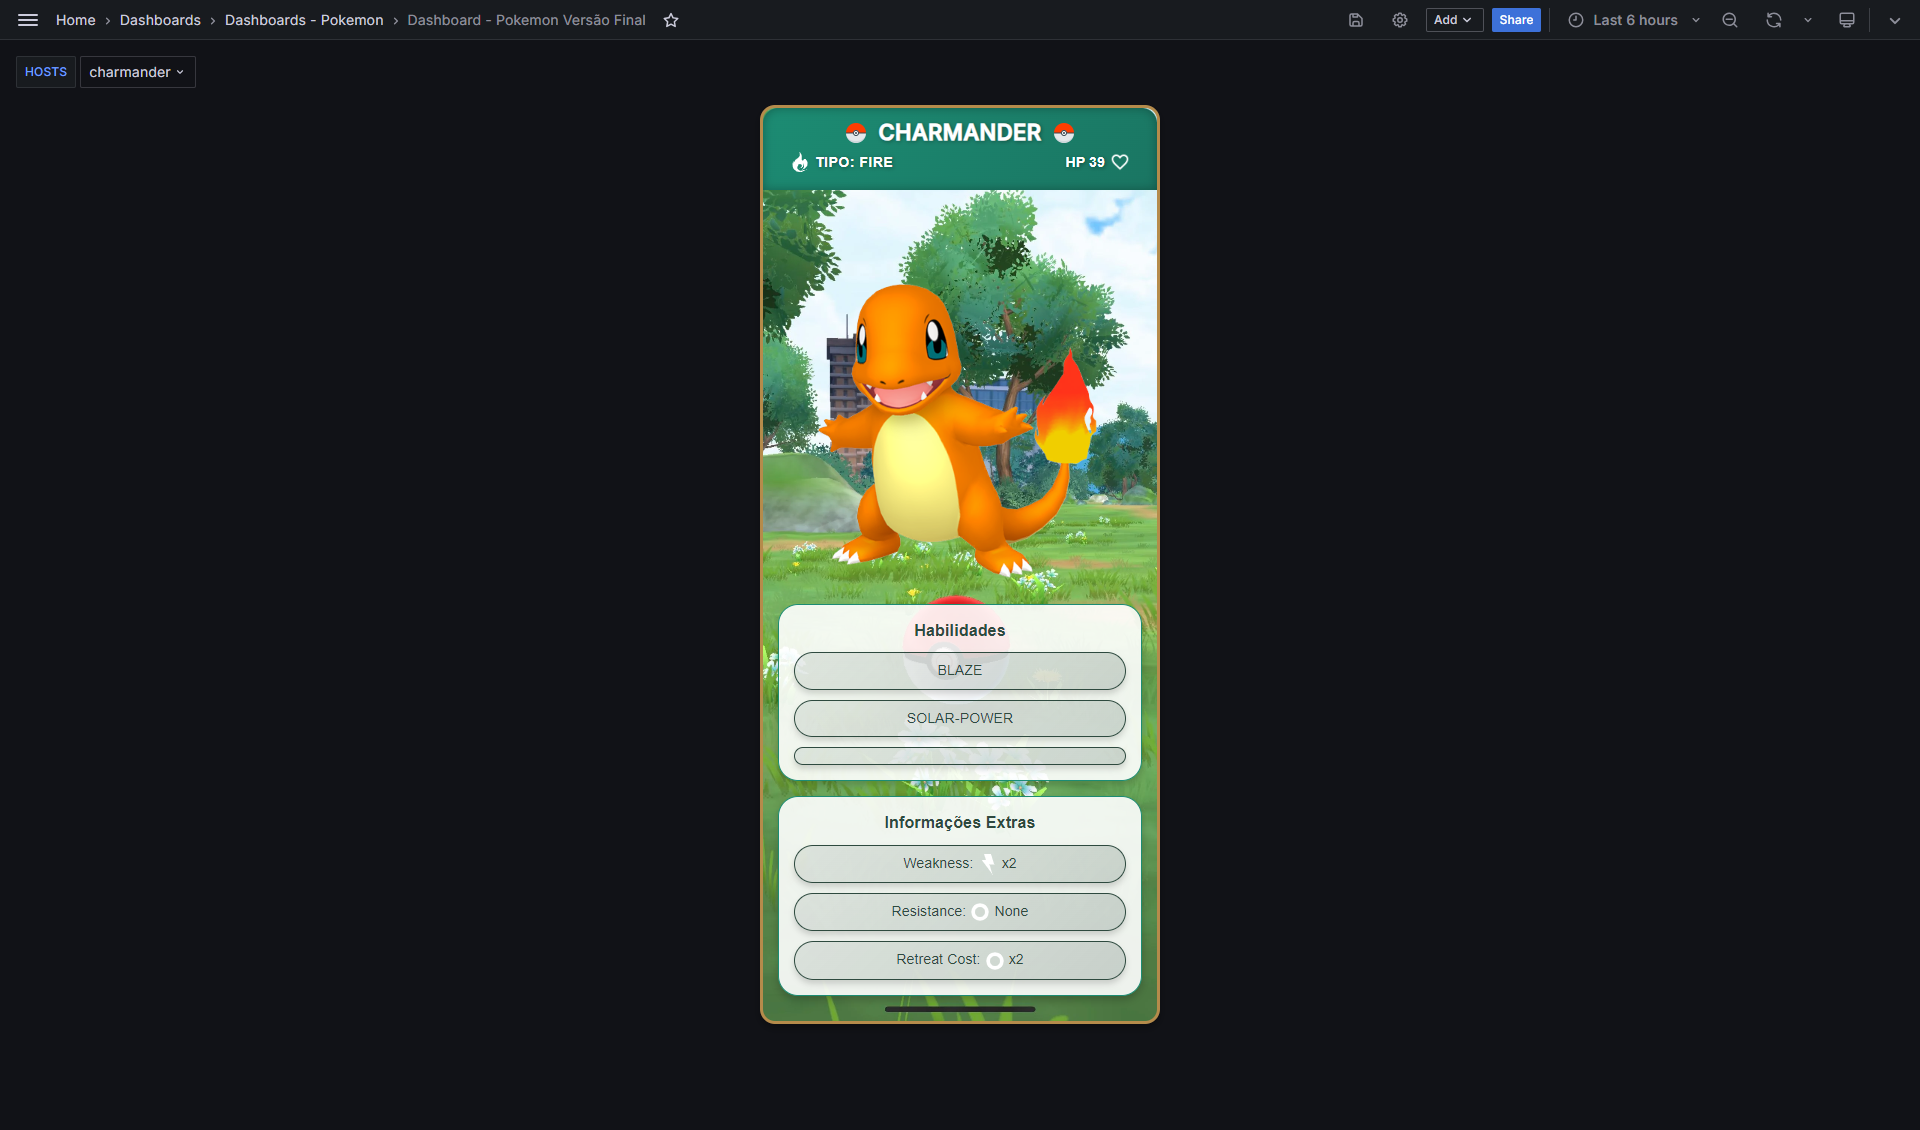 Home › Dashboards › Dashboards - Pokemon › Dashboard - Pokemon Versão Final
Add
Share
Last 6 hours
HOSTS
charmander
CHARMANDER
TIPO: FIRE
HP 39
Habilidades
BLAZE
SOLAR-POWER
Informações Extras
Weakness: x2
Resistance: None
Retreat Cost: x2